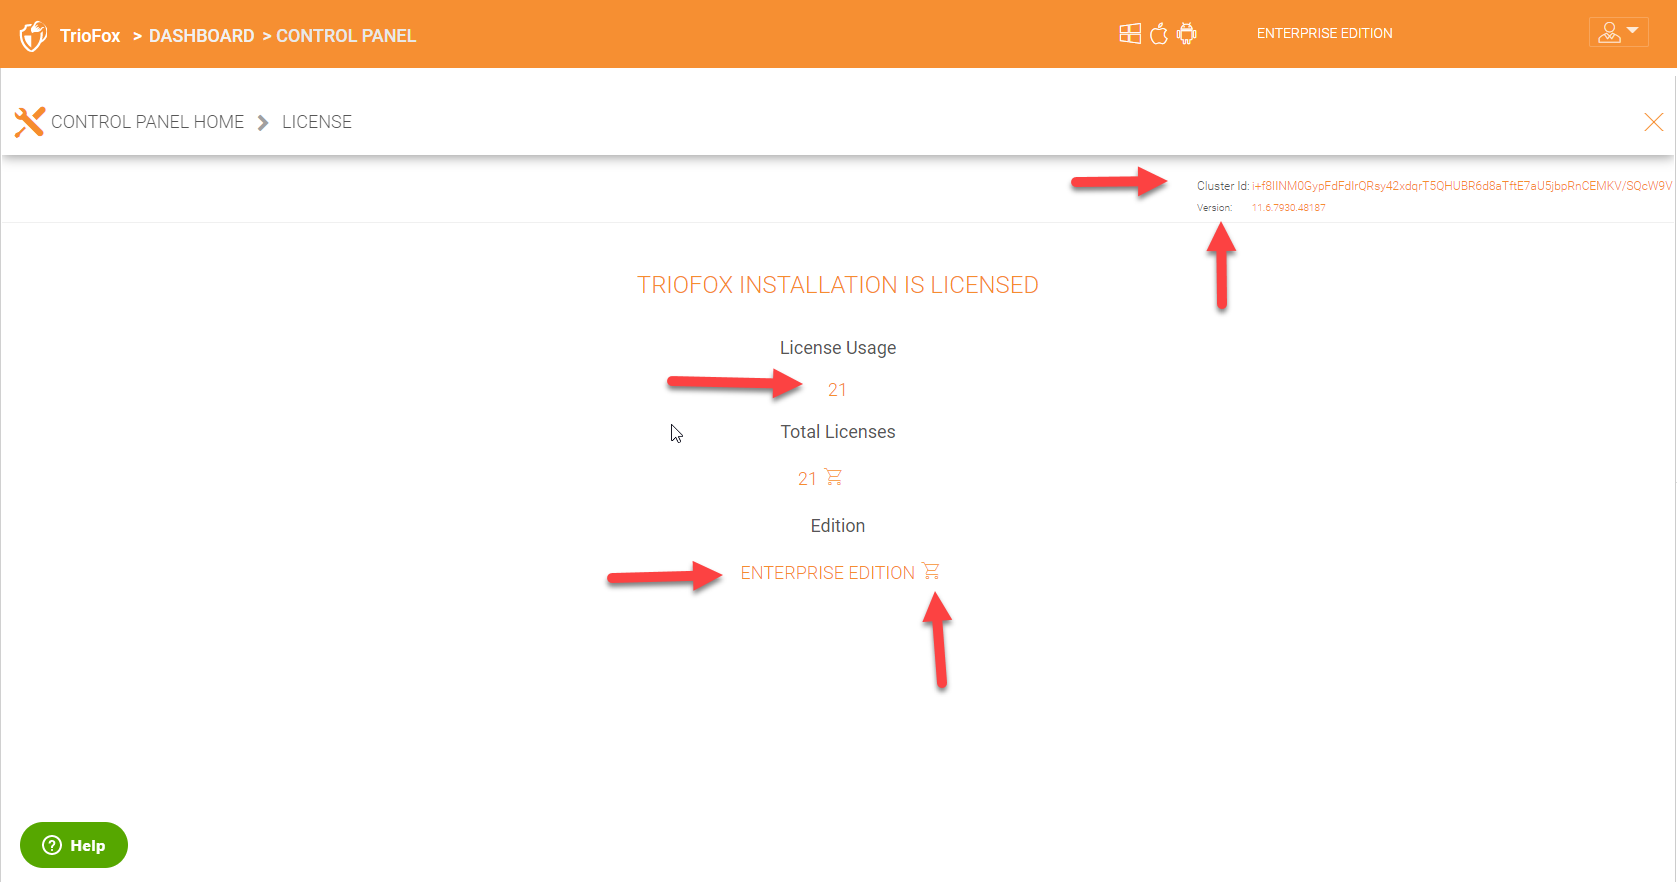 TrioFox > DASHBOARD > CONTROL PANEL
ENTERPRISE EDITION
CONTROL PANEL HOME > LICENSE
Cluster Id: i+f8IINM0GypFdFdIrQRsy42xdqrT5QHUBR6d8aTftE7aU5jbpRnCEMKV/SQcW9V
Version: 11.6.7930.48187
TRIOFOX INSTALLATION IS LICENSED
License Usage
21
Total Licenses
21
Edition
ENTERPRISE EDITION
? Help